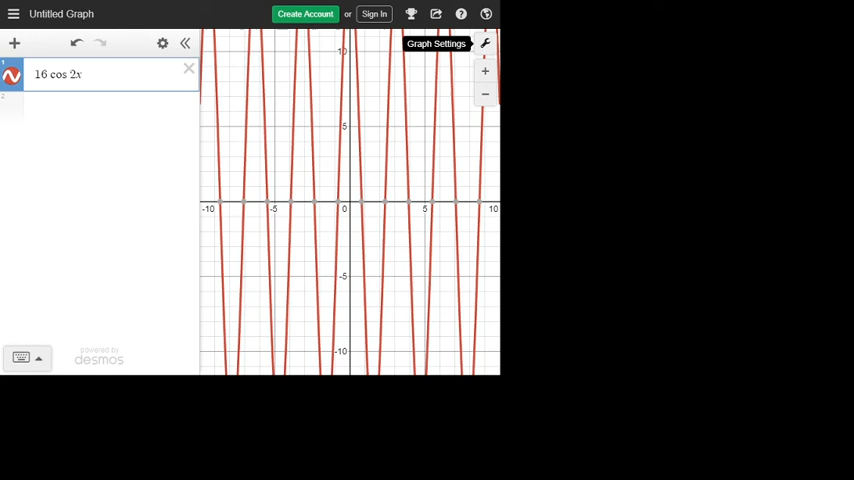 Untitled Graph
Create Account or Sign In
Graph Settings
1
16 cos 2x
2
10
5
-10 -5 0 5 10
-5
-10
powered by
desmos